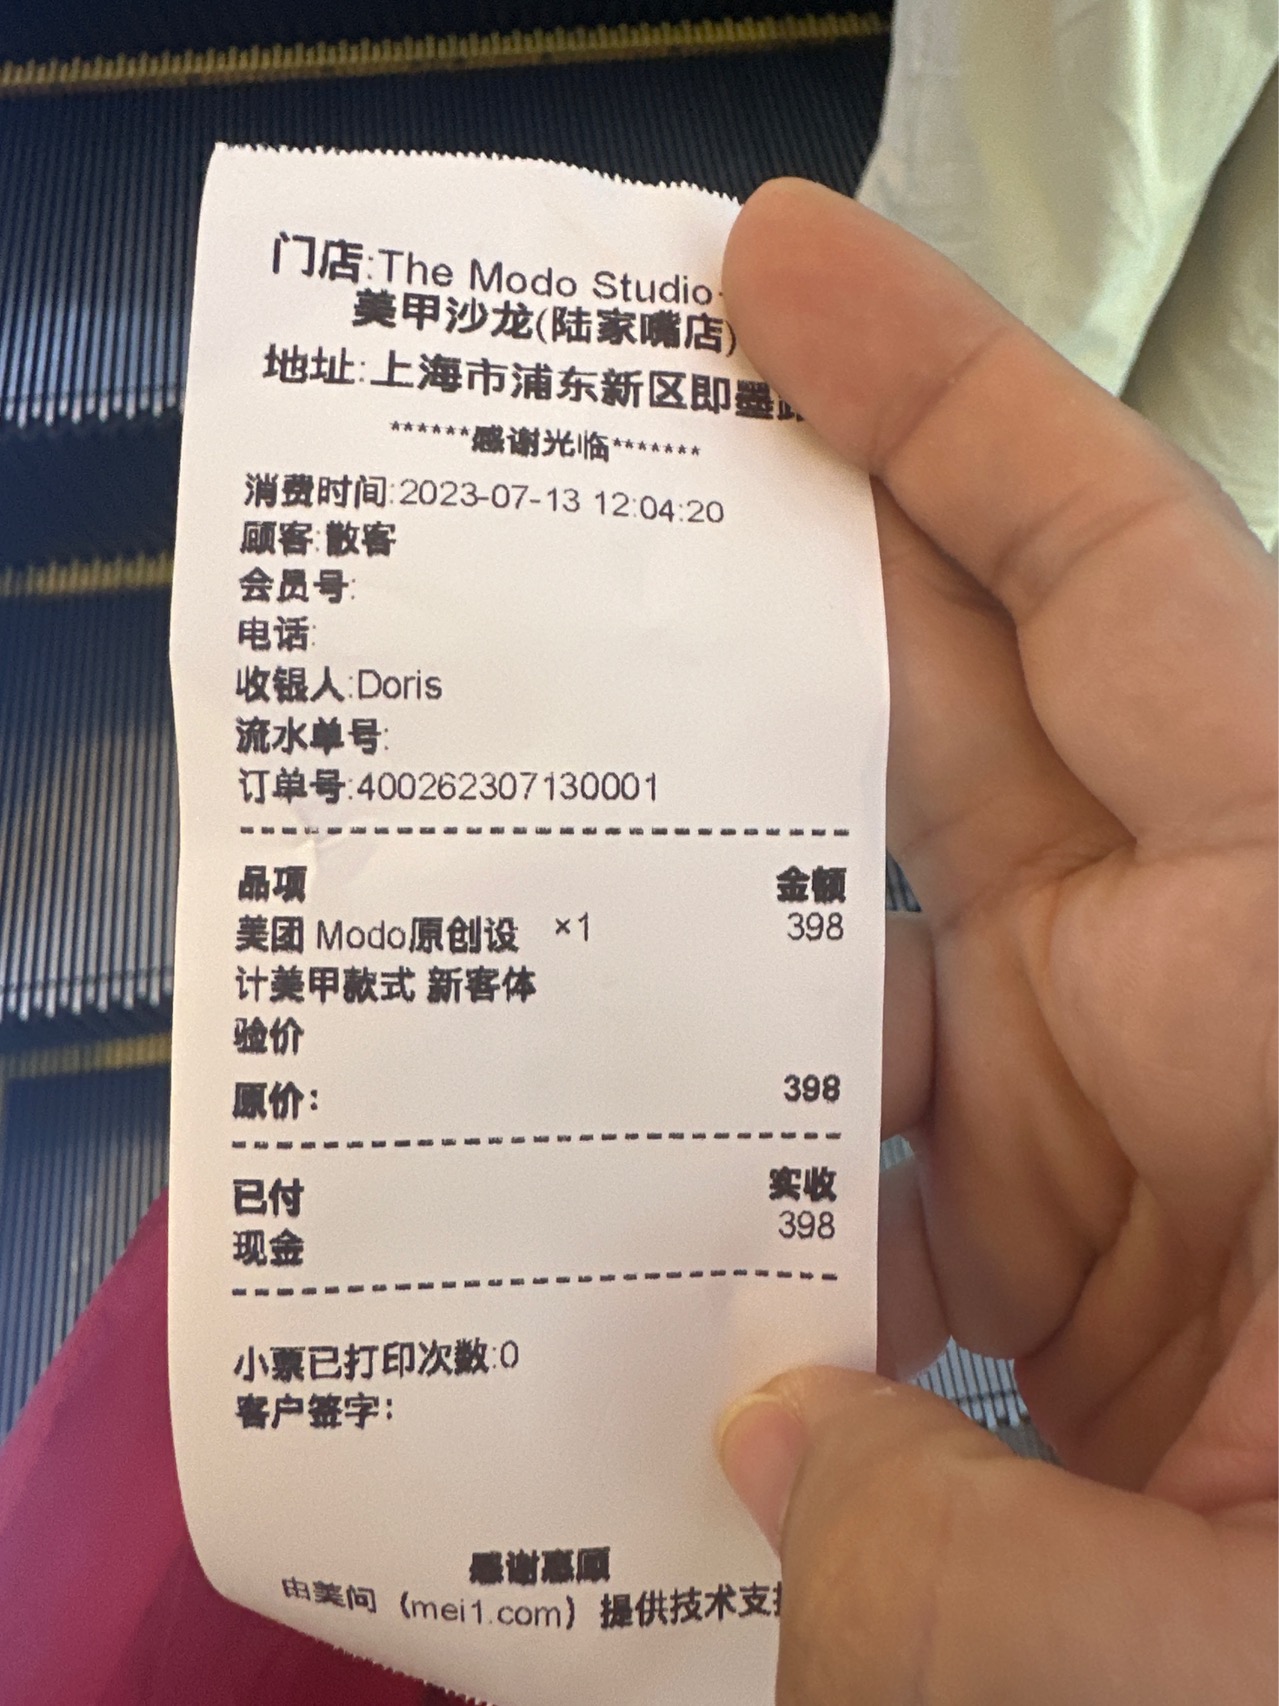 门店:The Modo Studio
美甲沙龙(陆家嘴店)
地址:上海市浦东新区即墨路
******感谢光临*******
消费时间:2023-07-13 12:04:20
顾客:散客
会员号:
电话:
收银人:Doris
流水单号:
订单号:400262307130001
品项 金额
美团 Modo原创设 ×1 398
计美甲款式 新客体
验价
原价: 398
已付 实收
现金 398
小票已打印次数:0
客户签字:
感谢惠顾
由美问（mei1.com）提供技术支持